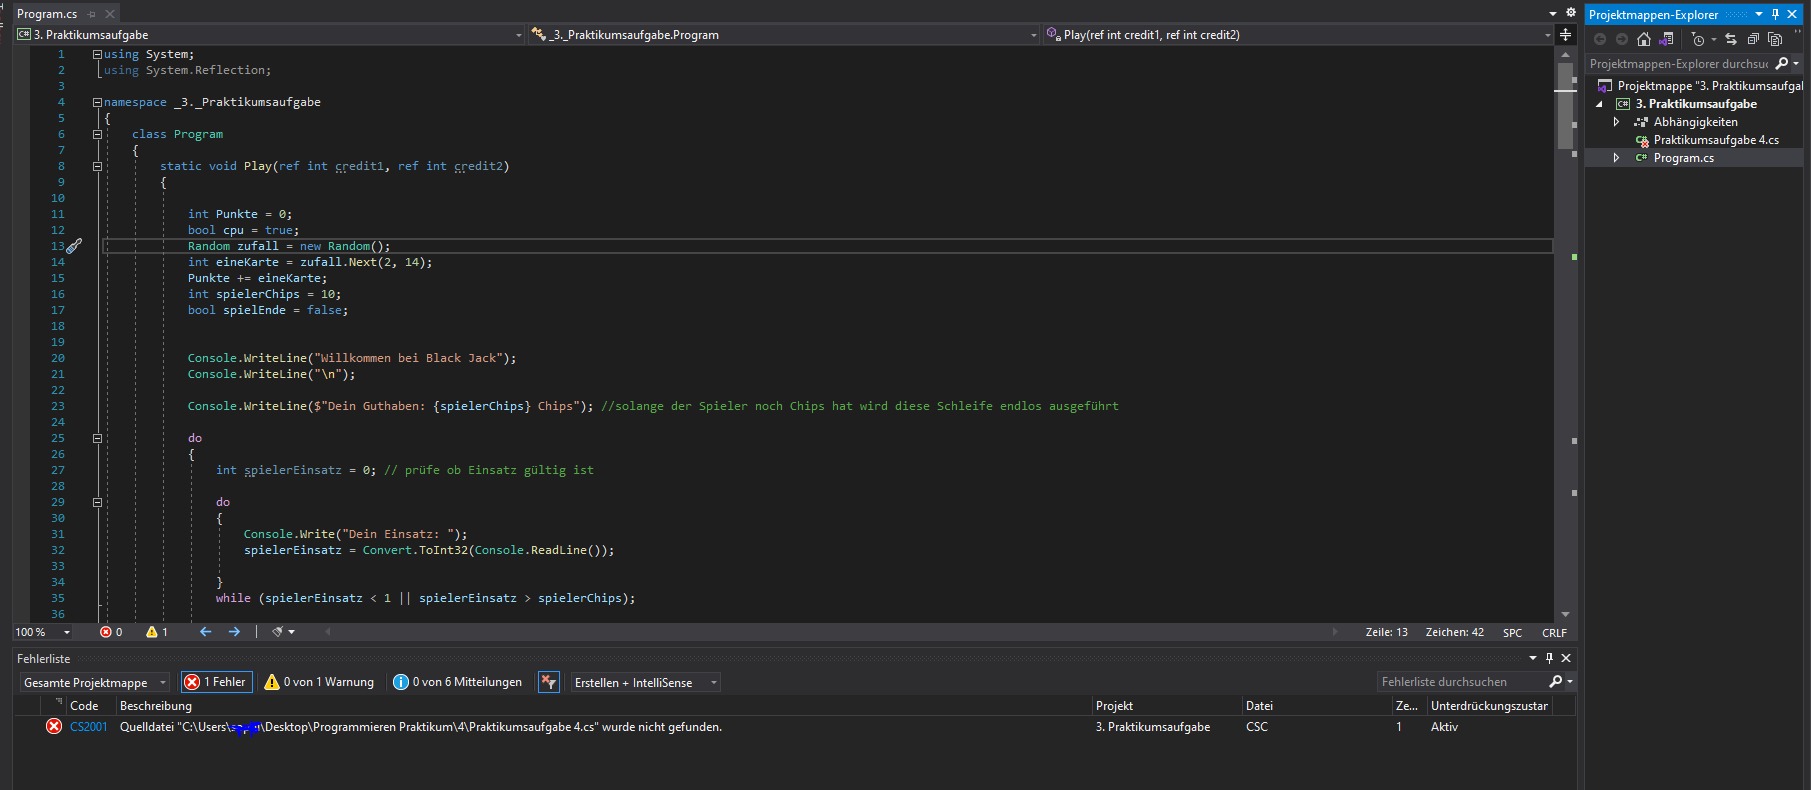 Program.cs
3. Praktikumsaufgabe
_3._Praktikumsaufgabe.Program
Play(ref int credit1, ref int credit2)
1 using System;
2 using System.Reflection;
3
4 namespace _3._Praktikumsaufgabe
5 {
6 class Program
7 {
8 static void Play(ref int credit1, ref int credit2)
9 {
10
11 int Punkte = 0;
12 bool cpu = true;
13 Random zufall = new Random();
14 int eineKarte = zufall.Next(2, 14);
15 Punkte += eineKarte;
16 int spielerChips = 10;
17 bool spielEnde = false;
18
19
20 Console.WriteLine("Willkommen bei Black Jack");
21 Console.WriteLine("\n");
22
23 Console.WriteLine($"Dein Guthaben: {spielerChips} Chips"); //solange der Spieler noch Chips hat wird diese Schleife endlos ausgeführt
24
25 do
26 {
27 int spielerEinsatz = 0; // prüfe ob Einsatz gültig ist
28
29 do
30 {
31 Console.Write("Dein Einsatz: ");
32 spielerEinsatz = Convert.ToInt32(Console.ReadLine());
33
34 }
35 while (spielerEinsatz < 1 || spielerEinsatz > spielerChips);
36
100 % 0 1 Zeile: 13 Zeichen: 42 SPC CRLF
Fehlerliste
Gesamte Projektmappe 1 Fehler 0 von 1 Warnung 0 von 6 Mitteilungen Erstellen + IntelliSense Fehlerliste durchsuchen
Code Beschreibung Projekt Datei Ze... Unterdrückungszustar
CS2001 Quelldatei "C:\Users\ \Desktop\Programmieren Praktikum\4\Praktikumsaufgabe 4.cs" wurde nicht gefunden. 3. Praktikumsaufgabe CSC 1 Aktiv
Projektmappen-Explorer
Projektmappen-Explorer durchsuc
Projektmappe "3. Praktikumsaufgal
3. Praktikumsaufgabe
Abhängigkeiten
Praktikumsaufgabe 4.cs
Program.cs